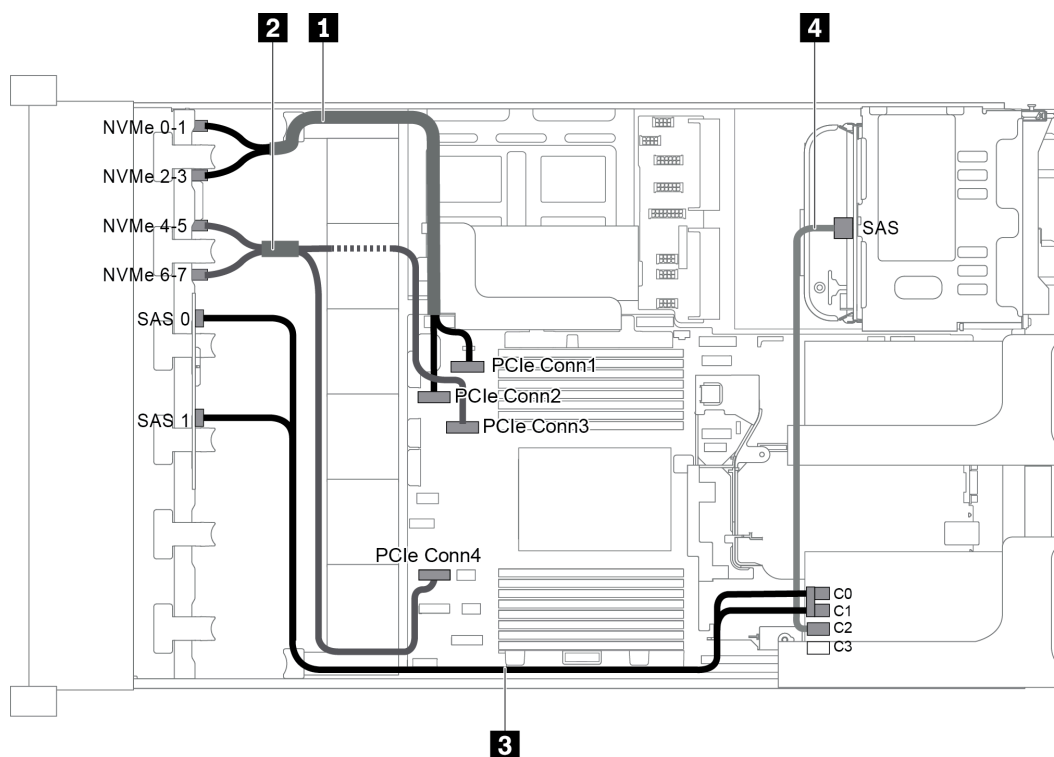 2 1 4
NVMe 0-1
NVMe 2-3
NVMe 4-5
SAS
NVMe 6-7
SAS 0
PCIe Conn1
PCIe Conn2
SAS 1
PCIe Conn3
PCIe Conn4
C0
C1
C2
C3
3